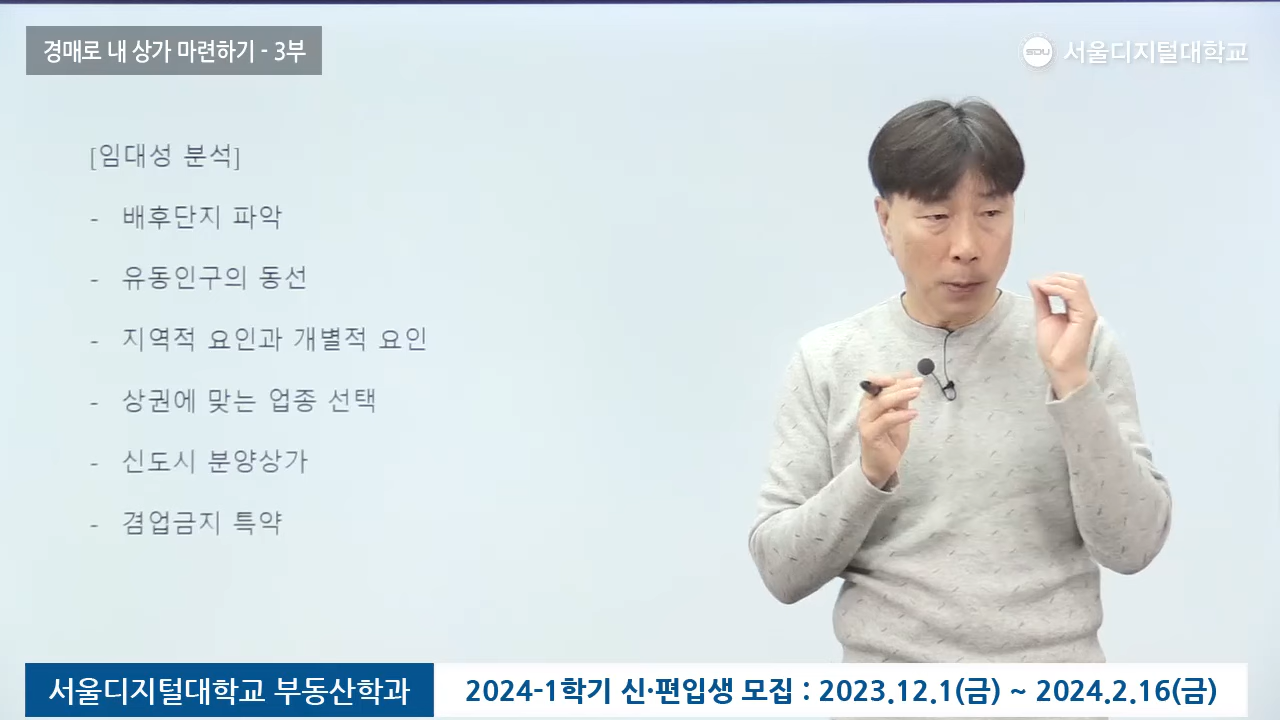 경매로 내 상가 마련하기 - 3부
SDU 서울디지털대학교
[임대성 분석]
- 배후단지 파악
- 유동인구의 동선
- 지역적 요인과 개별적 요인
- 상권에 맞는 업종 선택
- 신도시 분양상가
- 겸업금지 특약
서울디지털대학교 부동산학과
2024-1학기 신·편입생 모집 : 2023.12.1(금) ~ 2024.2.16(금)